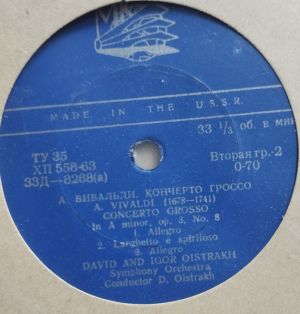 MADE IN THE U.S.S.R.
33 1/3 об. в мин
ТУ 35
ХП 558-63
33Д—8268(а)
Вторая гр.-2
0-70
А. ВИВАЛЬДИ. КОНЧЕРТО ГРОССО
A. VIVALDI (1678—1741)
CONCERTO GROSSO
in A minor, op. 3, No. 8
1. Allegro
2. Larghetto e spiritoso
3. Allegro
DAVID AND IGOR OISTRAKH
Symphony Orchestra
Conductor D. Oistrakh